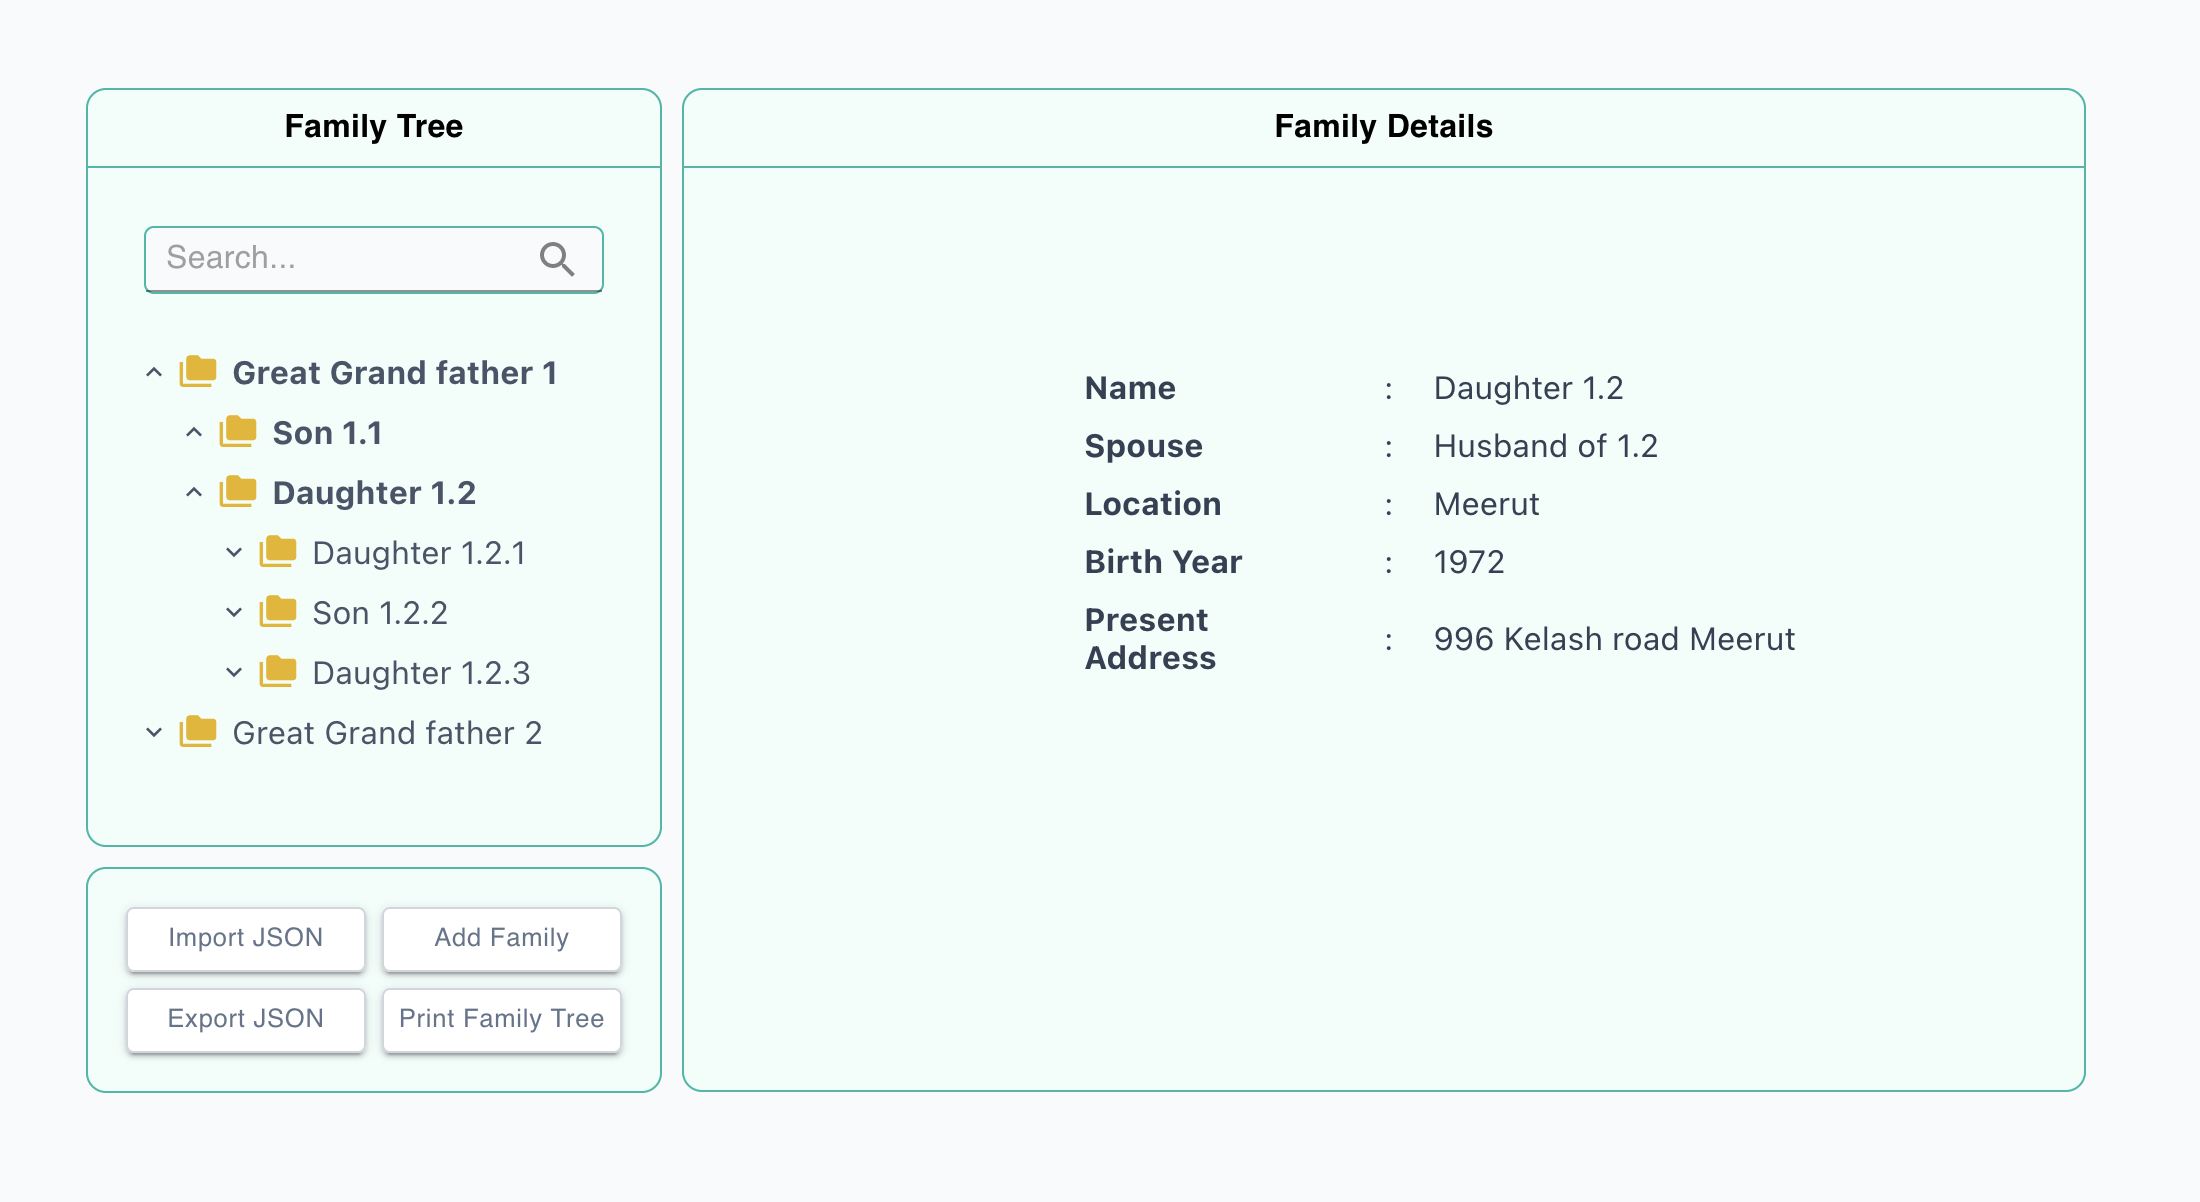 Family Tree
Search...
Great Grand father 1
Son 1.1
Daughter 1.2
Daughter 1.2.1
Son 1.2.2
Daughter 1.2.3
Great Grand father 2
Import JSON
Add Family
Export JSON
Print Family Tree
Family Details
Name : Daughter 1.2
Spouse : Husband of 1.2
Location : Meerut
Birth Year : 1972
Present
Address : 996 Kelash road Meerut